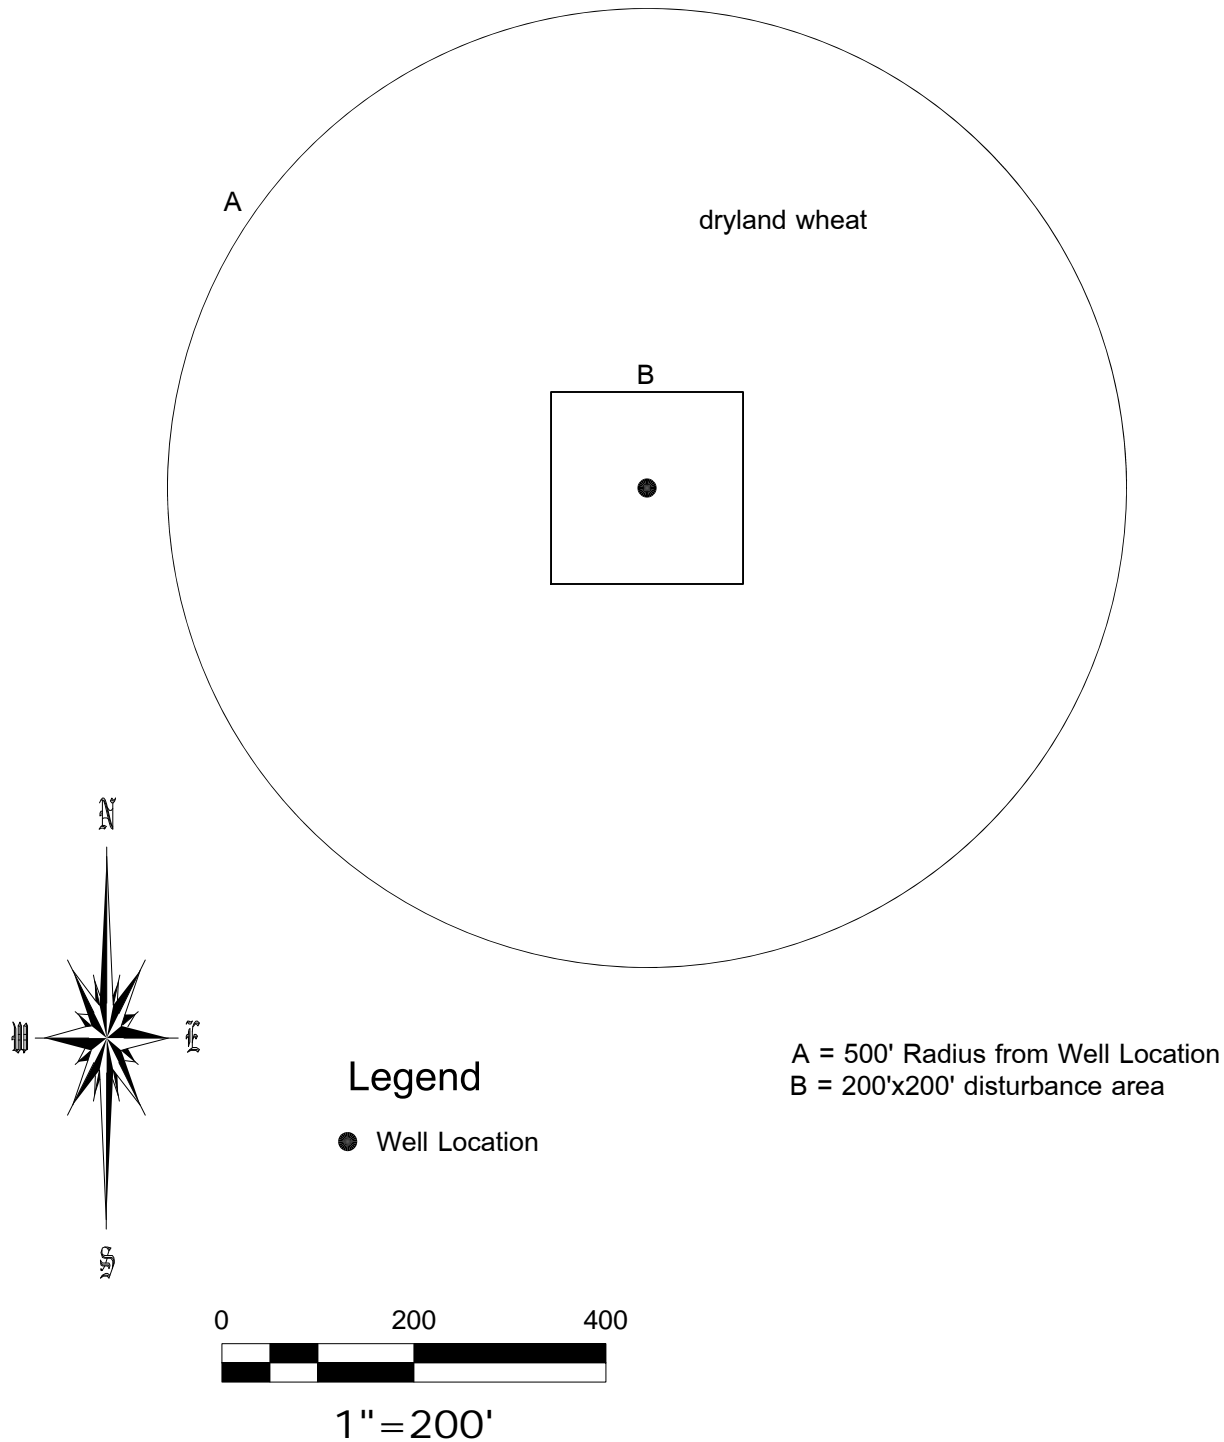 A
dryland wheat
B
N
W
E
S
Legend
A = 500' Radius from Well Location
B = 200'x200' disturbance area
Well Location
0 200 400
1"=200'